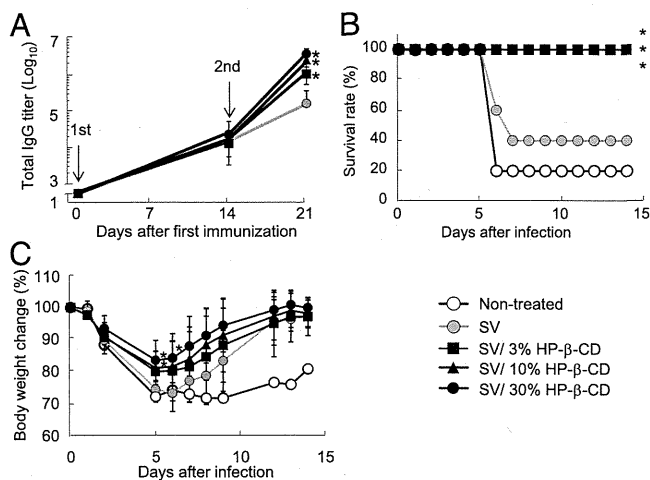 A
Total IgG titer (Log10)
7
5
3
1
1st
2nd
*
*
*
0 7 14 21
Days after first immunization
B
Survival rate (%)
100
80
60
40
20
0
*
*
*
0 5 10 15
Days after infection
C
Body weight change (%)
110
100
90
80
70
60
*
*
*
0 5 10 15
Days after infection
Non-treated
SV
SV/ 3% HP-β-CD
SV/ 10% HP-β-CD
SV/ 30% HP-β-CD